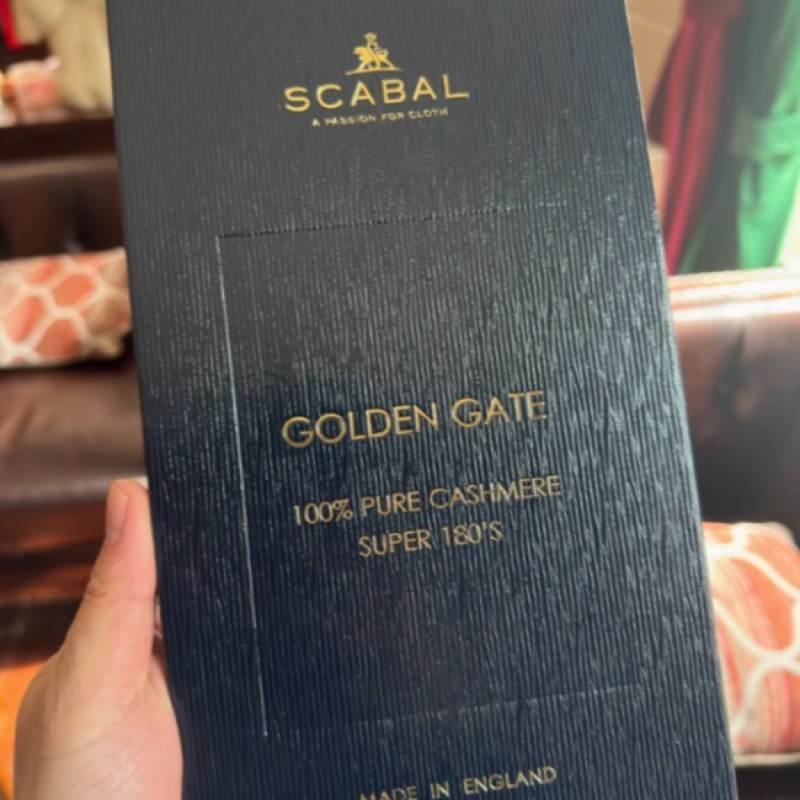 SCABAL
A PASSION FOR CLOTH
GOLDEN GATE
100% PURE CASHMERE
SUPER 180'S
MADE IN ENGLAND